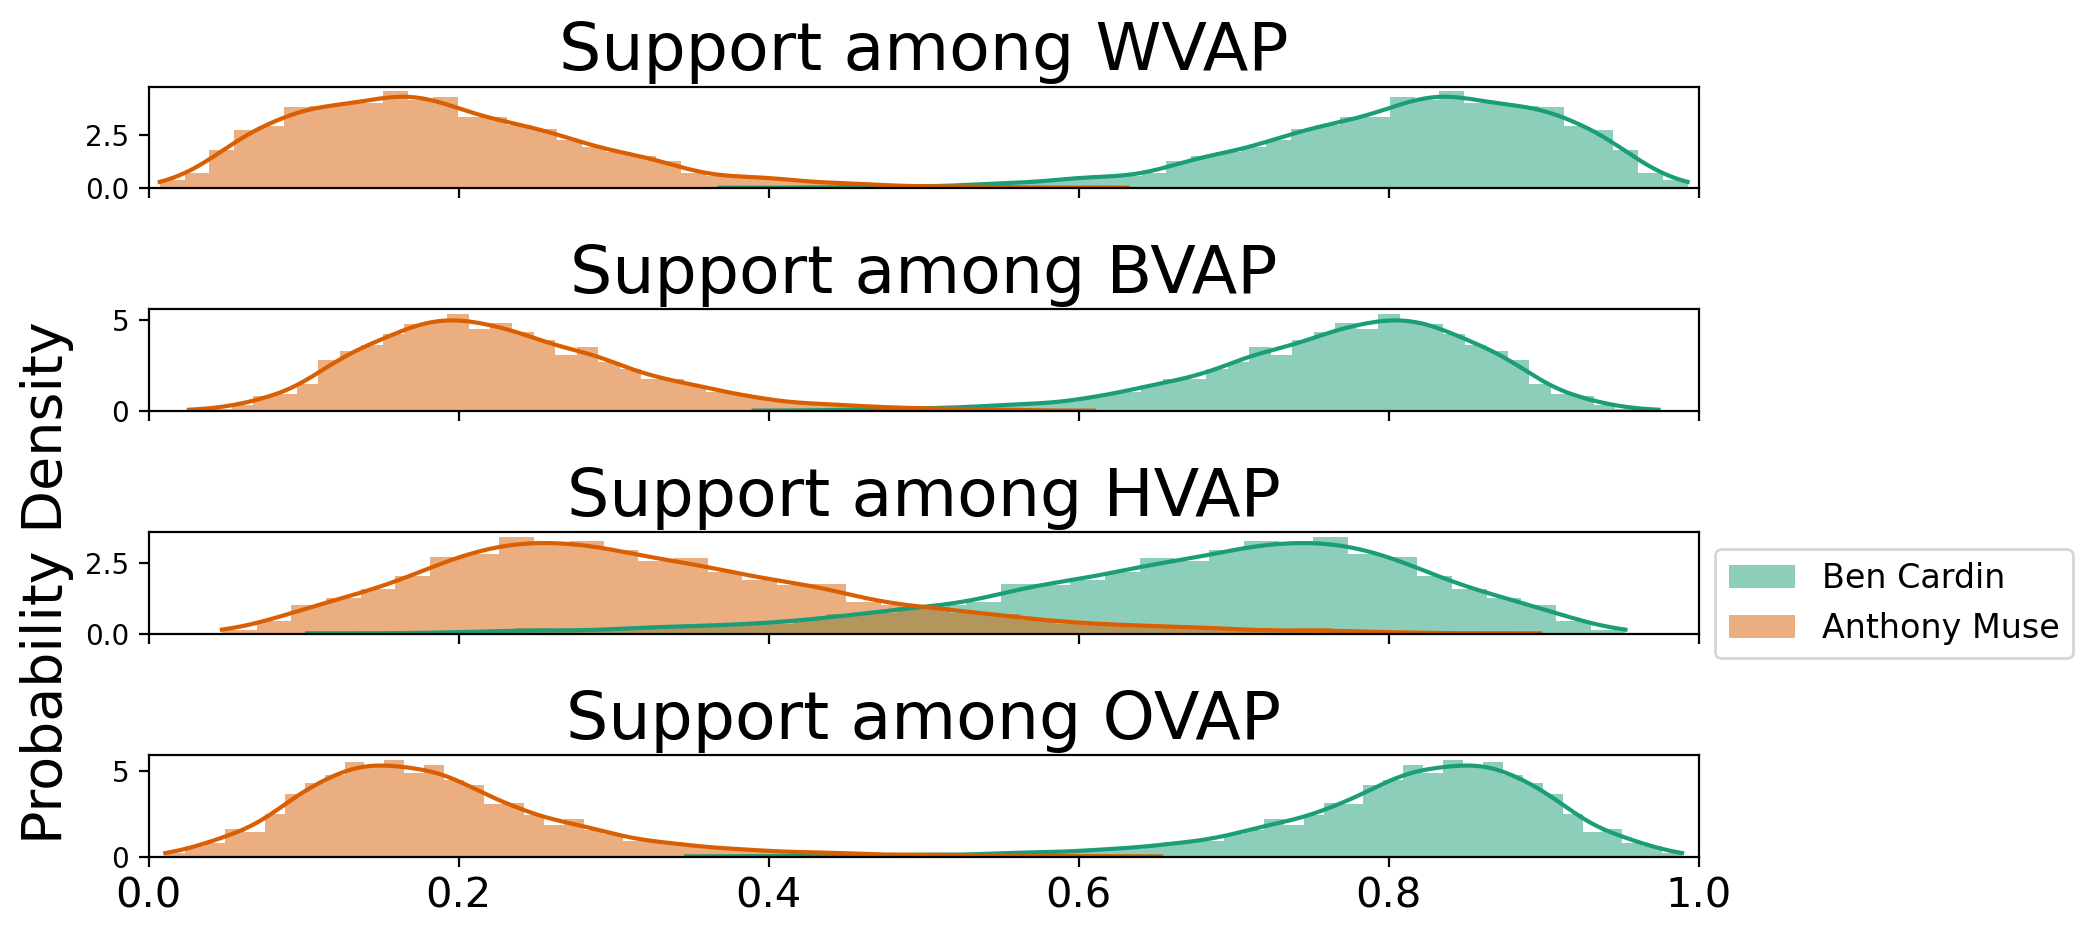 Support among WVAP
2.5
0.0
Support among BVAP
5
0
Support among HVAP
2.5
0.0
Support among OVAP
5
0
0.0 0.2 0.4 0.6 0.8 1.0
Probability Density
Ben Cardin
Anthony Muse